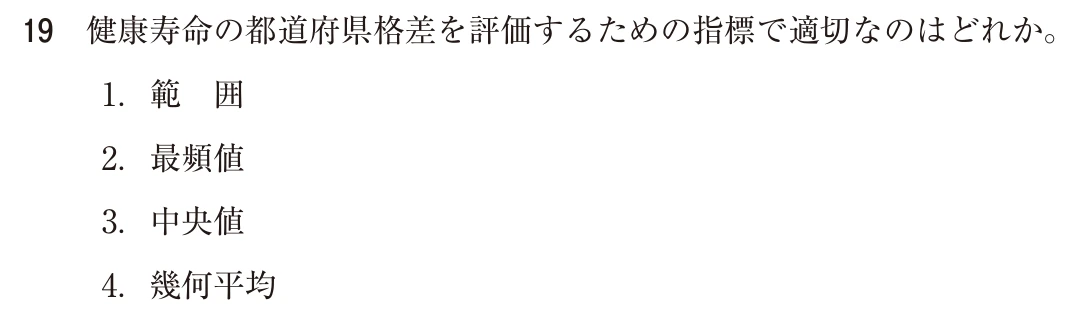 19 健康寿命の都道府県格差を評価するための指標で適切なのはどれか。
1. 範　囲
2. 最頻値
3. 中央値
4. 幾何平均